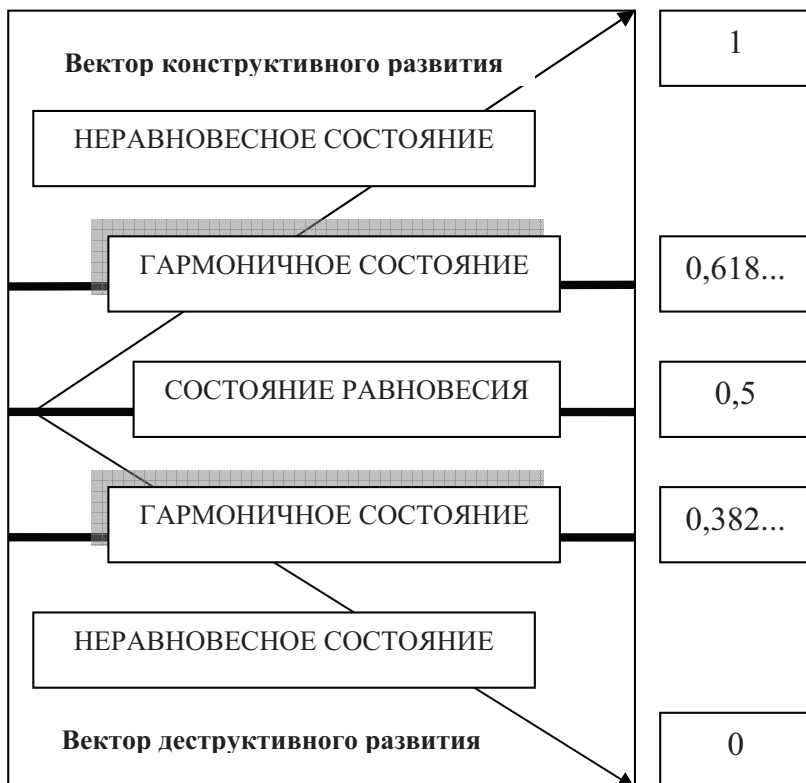 1
Вектор конструктивного развития
НЕРАВНОВЕСНОЕ СОСТОЯНИЕ
ГАРМОНИЧНОЕ СОСТОЯНИЕ
0,618...
СОСТОЯНИЕ РАВНОВЕСИЯ
0,5
ГАРМОНИЧНОЕ СОСТОЯНИЕ
0,382...
НЕРАВНОВЕСНОЕ СОСТОЯНИЕ
Вектор деструктивного развития
0